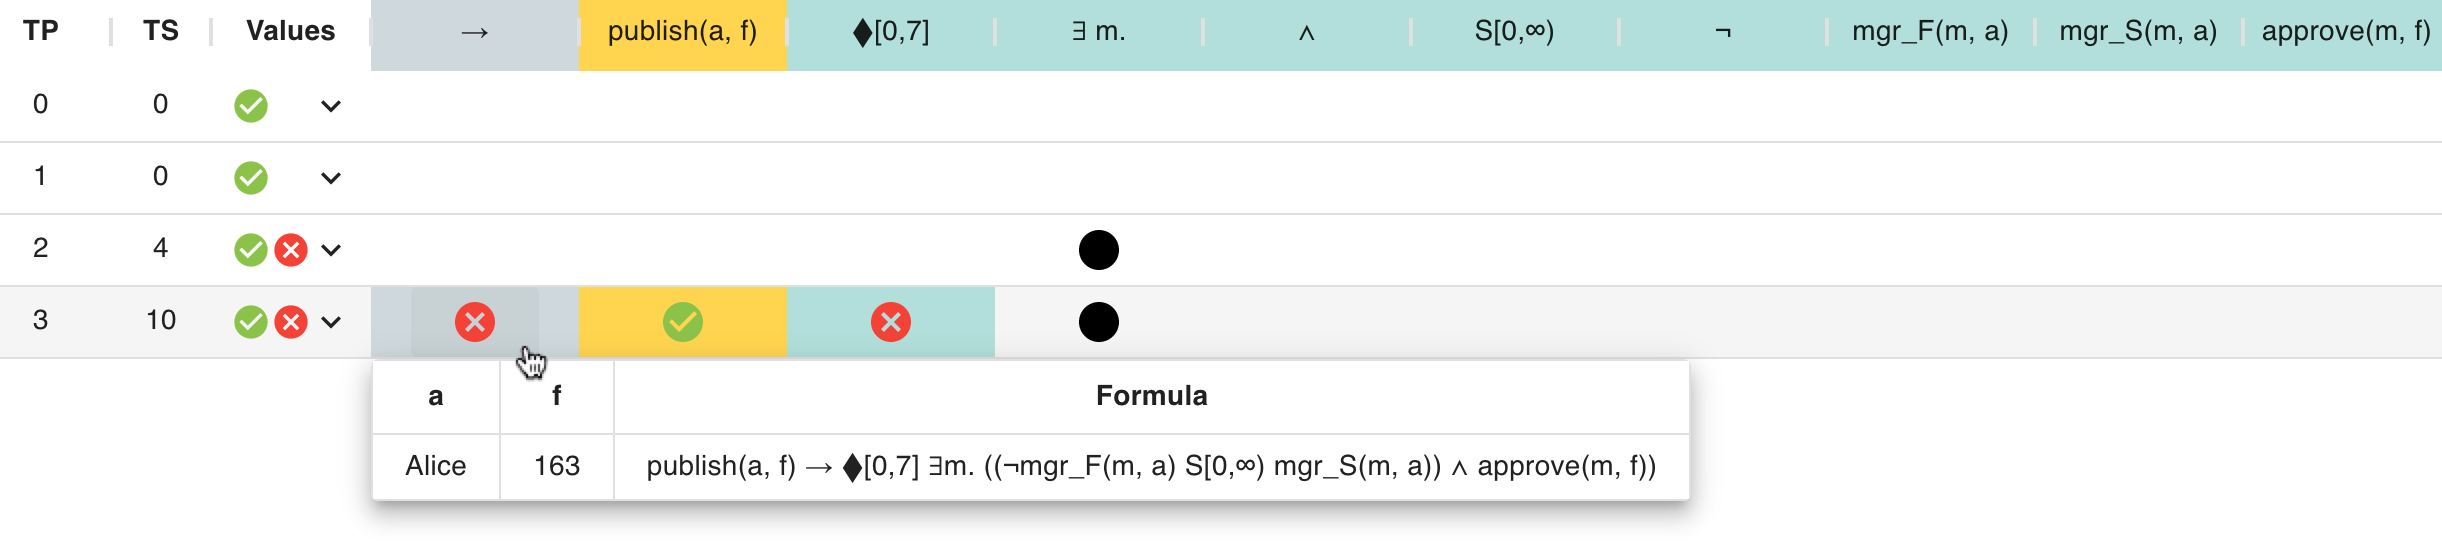 TP TS Values → publish(a, f) ⧫[0,7] ∃ m. ∧ S[0,∞) ¬ mgr_F(m, a) mgr_S(m, a) approve(m, f)
0 0
1 0
2 4
3 10
a f Formula
Alice 163 publish(a, f) → ⧫[0,7] ∃m. ((¬mgr_F(m, a) S[0,∞) mgr_S(m, a)) ∧ approve(m, f))